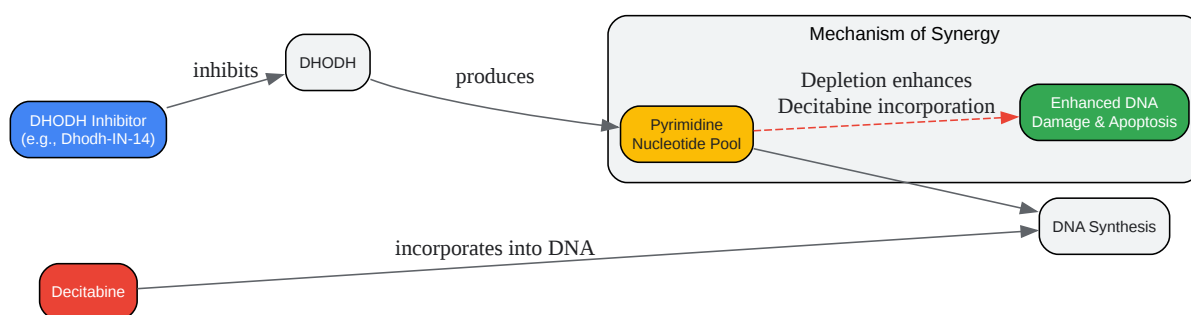 Mechanism of Synergy
inhibits
DHODH
produces
Depletion enhances
Decitabine incorporation
Enhanced DNA
Damage & Apoptosis
DHODH Inhibitor
(e.g., Dhodh-IN-14)
Pyrimidine
Nucleotide Pool
DNA Synthesis
incorporates into DNA
Decitabine